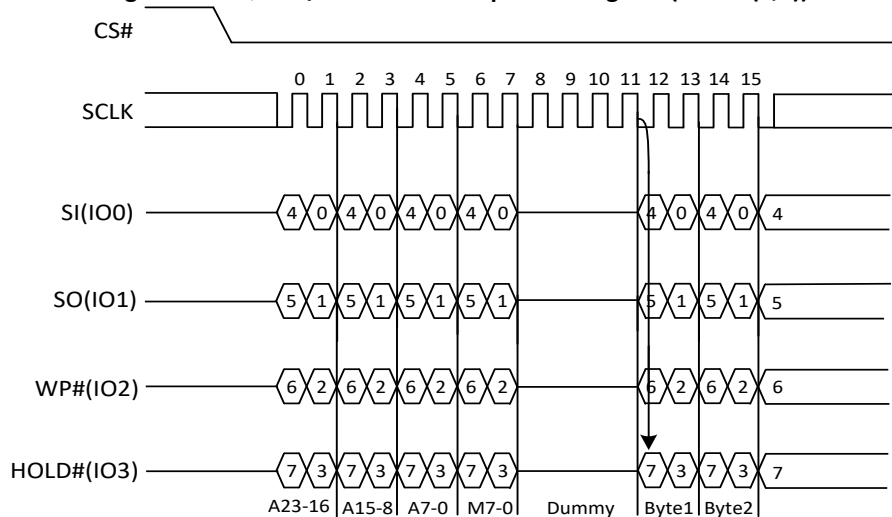 CS#
0 1 2 3 4 5 6 7 8 9 10 11 12 13 14 15
SCLK
SI(IO0) 4 0 4 0 4 0 4 0 4 0 4 0 4
SO(IO1) 5 1 5 1 5 1 5 1 5 1 5 1 5
WP#(IO2) 6 2 6 2 6 2 6 2 6 2 6 2 6
HOLD#(IO3) 7 3 7 3 7 3 7 3 7 3 7 3 7
A23-16 A15-8 A7-0 M7-0 Dummy Byte1 Byte2